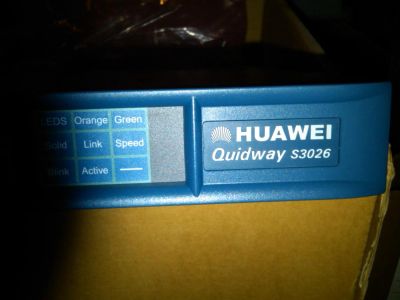 LEDS Orange Green
Solid Link Speed
Blink Active
HUAWEI
Quidway S3026